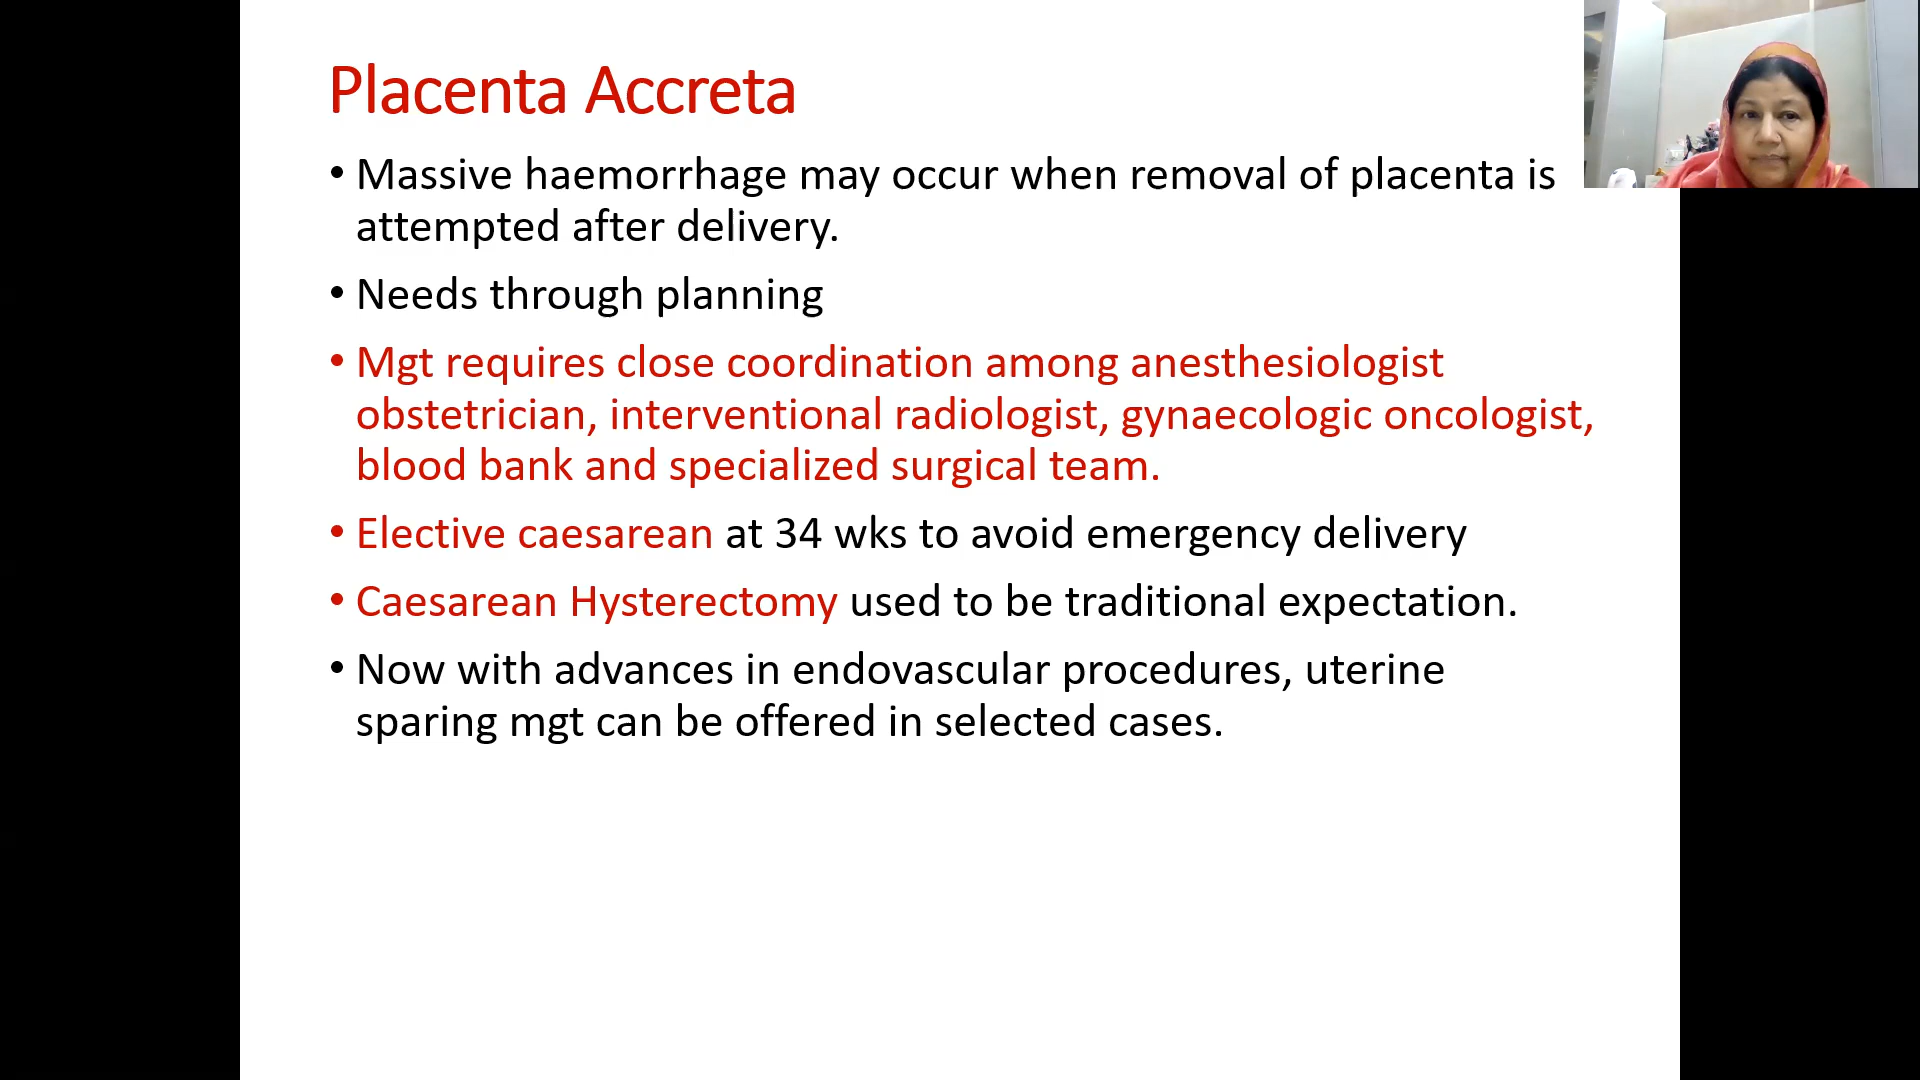 Placenta Accreta
• Massive haemorrhage may occur when removal of placenta is
attempted after delivery.
• Needs through planning
• Mgt requires close coordination among anesthesiologist
obstetrician, interventional radiologist, gynaecologic oncologist,
blood bank and specialized surgical team.
• Elective caesarean at 34 wks to avoid emergency delivery
• Caesarean Hysterectomy used to be traditional expectation.
• Now with advances in endovascular procedures, uterine
sparing mgt can be offered in selected cases.